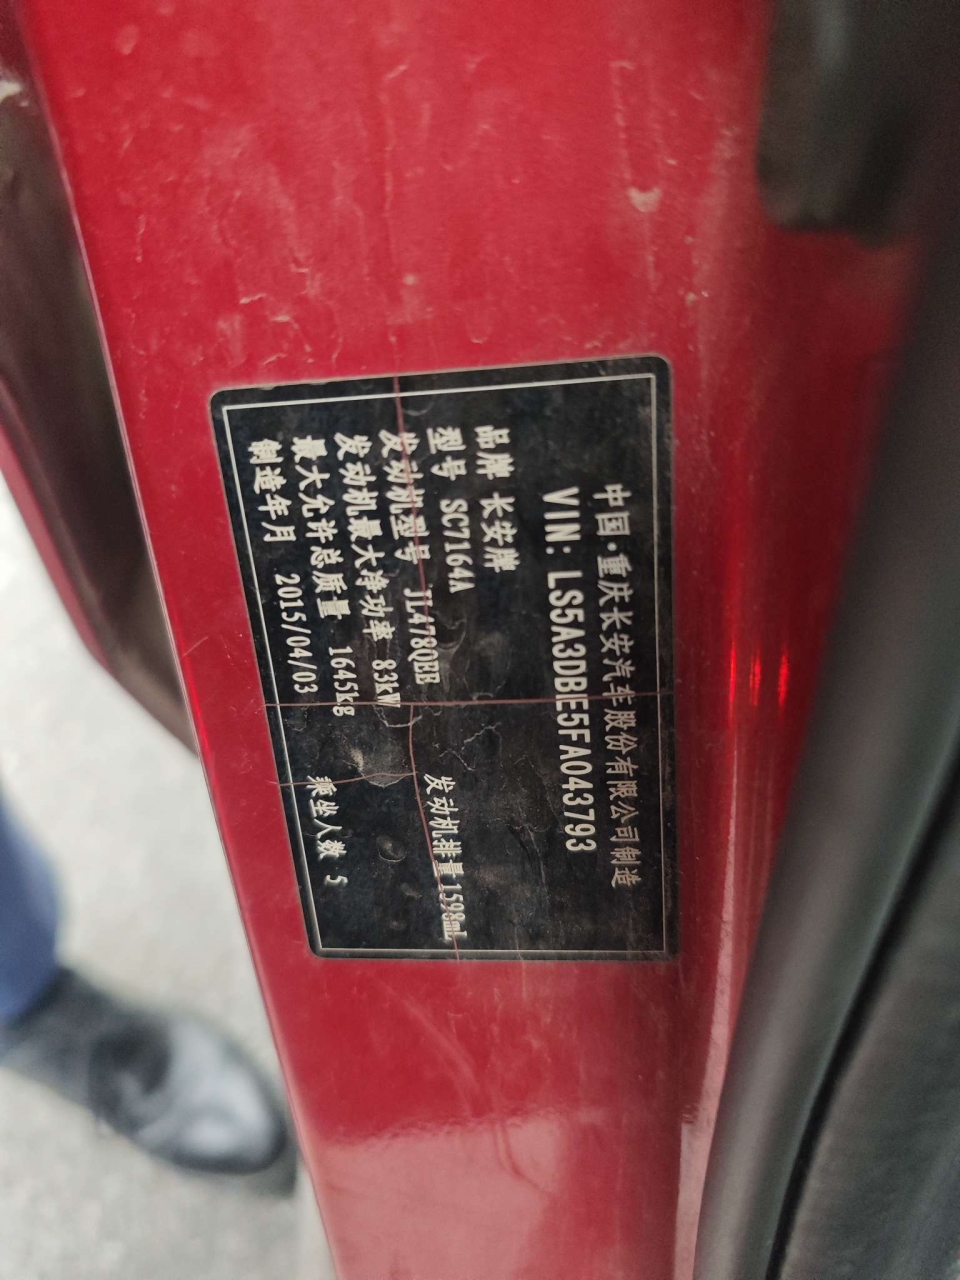 中国·重庆长安汽车股份有限公司制造
VIN: LS5A3DBE5FA043793
品牌 长安牌
型号 SC7164A
发动机型号 JL478QEE 发动机排量 1598mL
发动机最大净功率 83kW
最大允许总质量 1645kg 乘坐人数 5
制造年月 2015/04/03